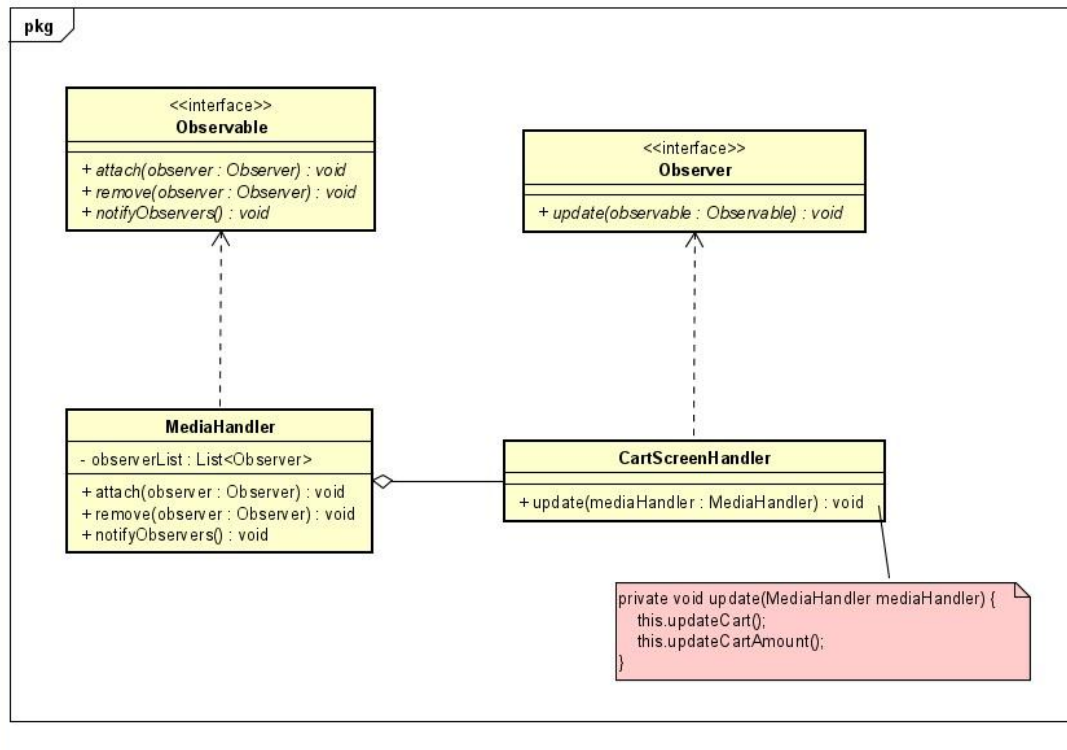 pkg
<<interface>>
Observable
+ attach(observer : Observer) : void
+ remove(observer : Observer) : void
+ notifyObservers() : void
<<interface>>
Observer
+ update(observable : Observable) : void
MediaHandler
- observerList : List<Observer>
+ attach(observer : Observer) : void
+ remove(observer : Observer) : void
+ notifyObservers() : void
CartScreenHandler
+ update(mediaHandler : MediaHandler) : void
private void update(MediaHandler mediaHandler) {
this.updateCart();
this.updateCartAmount();
}